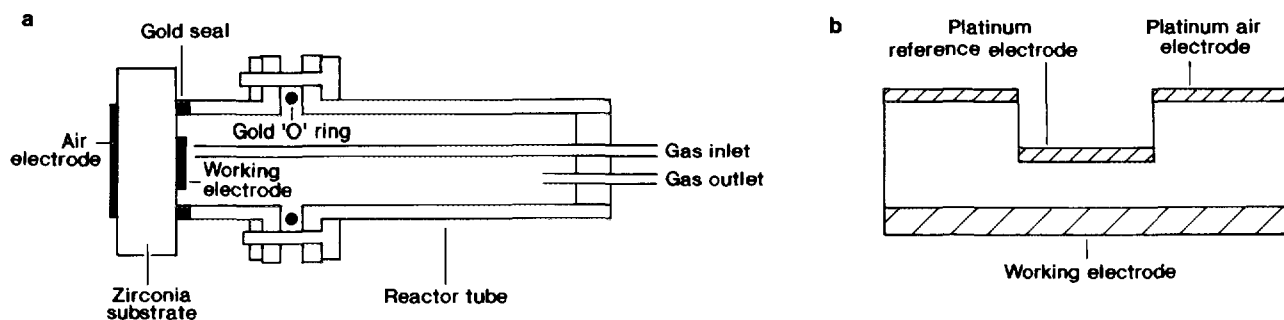 a
Gold seal
Gold 'O' ring
Air
electrode
Working
electrode
Gas inlet
Gas outlet
Zirconia
substrate
Reactor tube
b
Platinum
reference electrode
Platinum air
electrode
Working electrode